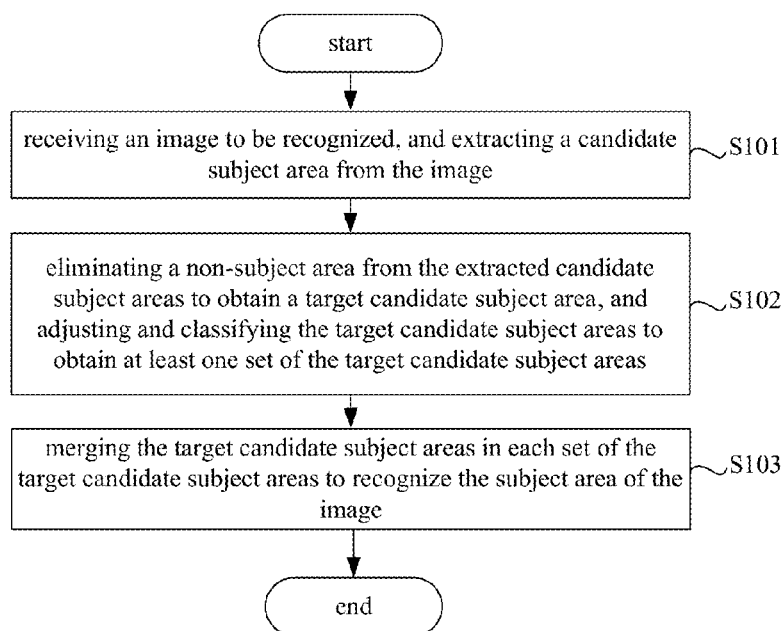 start
receiving an image to be recognized, and extracting a candidate
subject area from the image
S101
eliminating a non-subject area from the extracted candidate
subject areas to obtain a target candidate subject area, and
adjusting and classifying the target candidate subject areas to
obtain at least one set of the target candidate subject areas
S102
merging the target candidate subject areas in each set of the
target candidate subject areas to recognize the subject area of the
image
S103
end